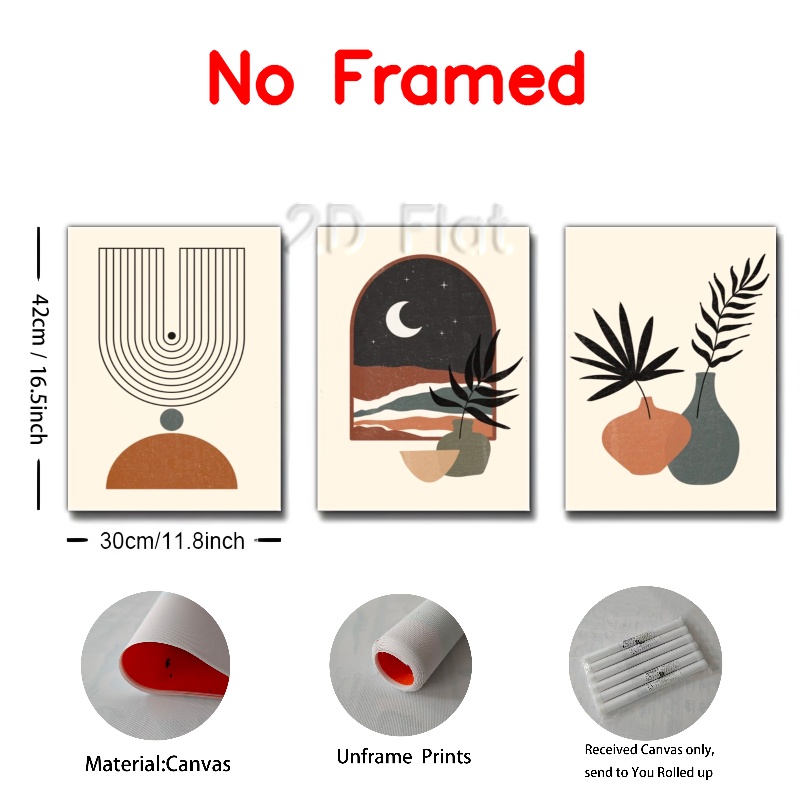 No Framed
2D Flat
42cm / 16.5inch
30cm/11.8inch
Material:Canvas
Unframe Prints
Received Canvas only,
send to You Rolled up